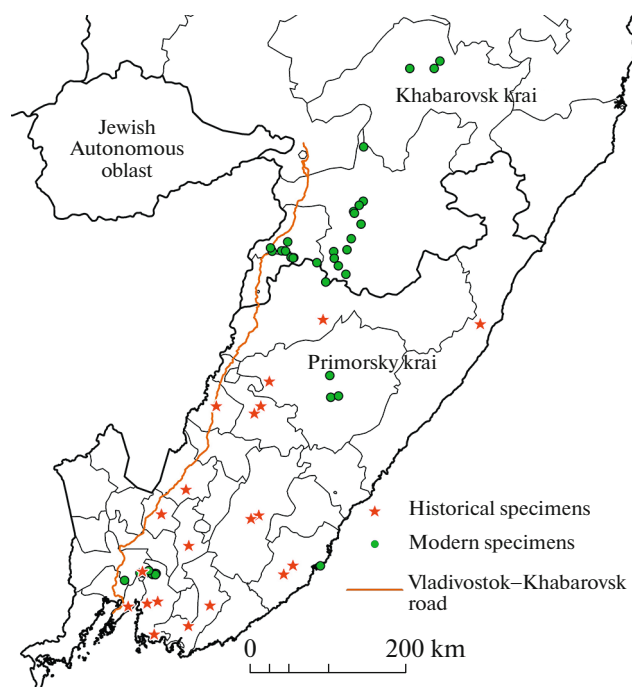 Khabarovsk krai
Jewish
Autonomous
oblast
Primorsky krai
Historical specimens
Modern specimens
Vladivostok–Khabarovsk
road
0 200 km